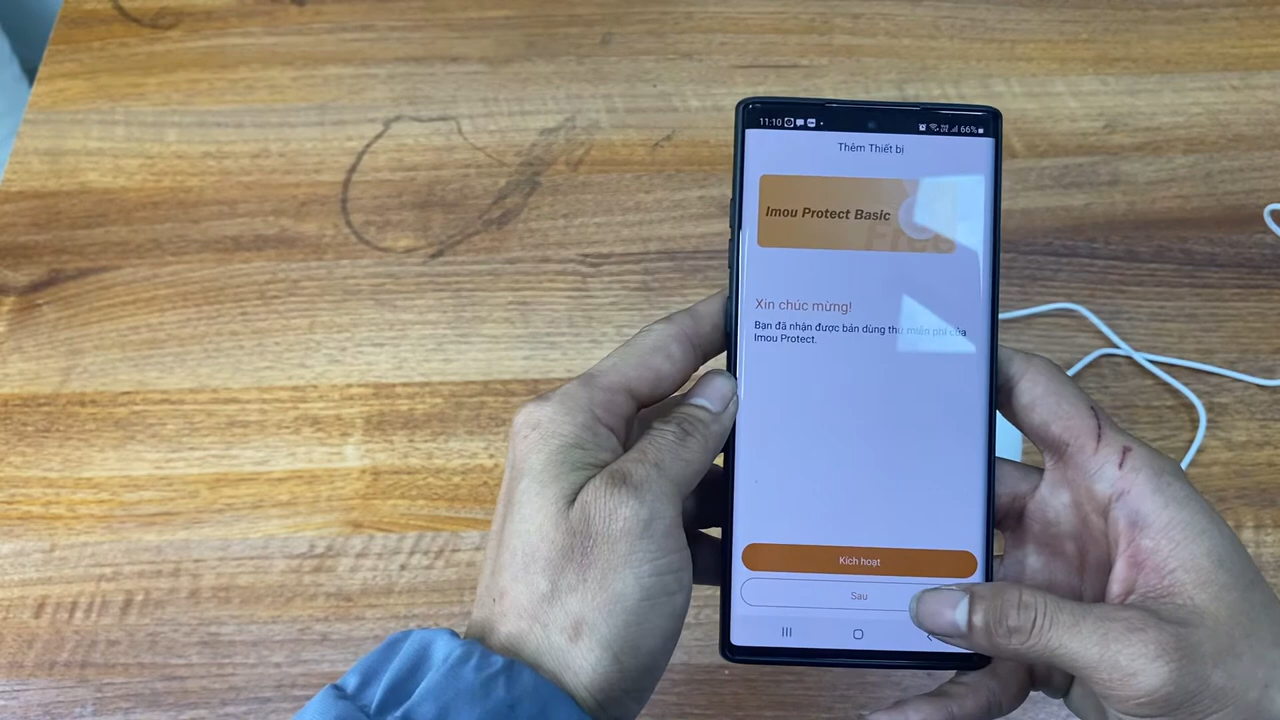 11:10
66%
Thêm Thiết bị
Imou Protect Basic
Free
Xin chúc mừng!
Bạn đã nhận được bản dùng thử miễn phí của
Imou Protect.
Kích hoạt
Sau